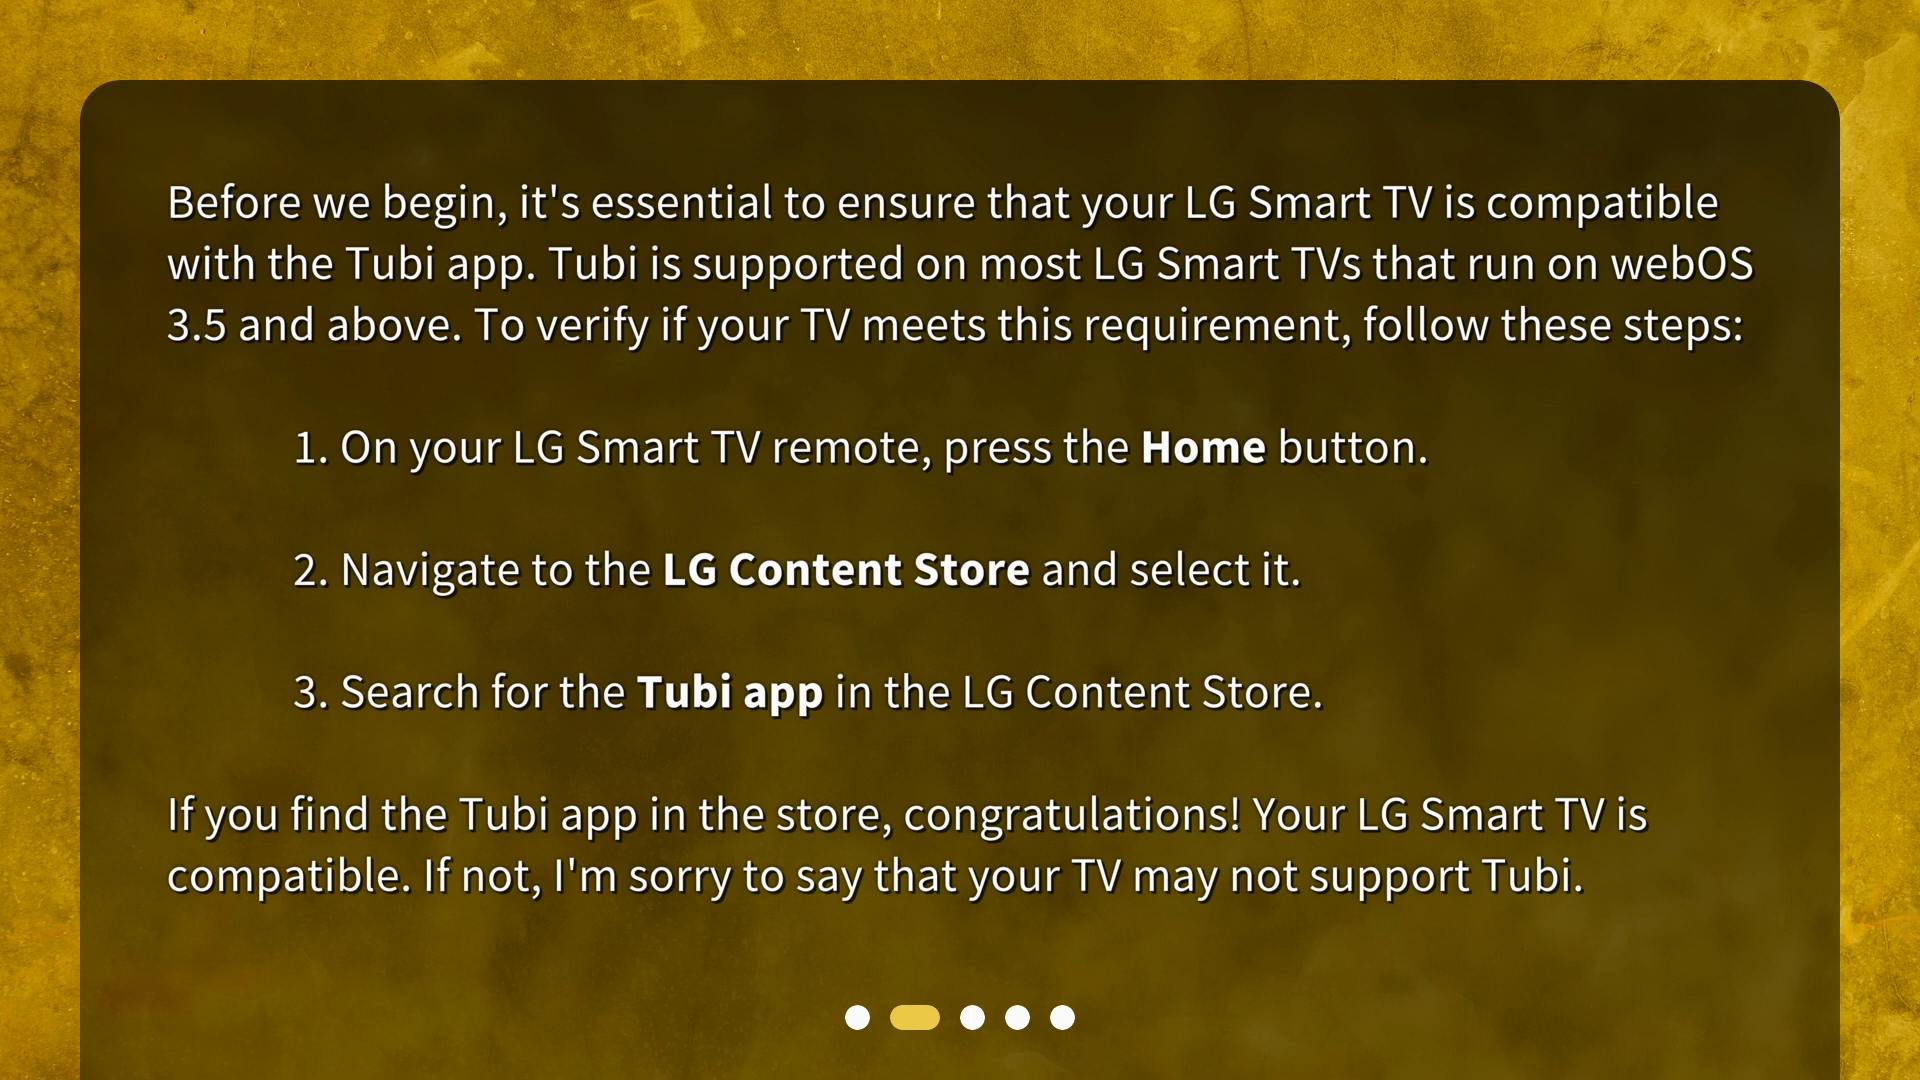 Before we begin, it's essential to ensure that your LG Smart TV is compatible
with the Tubi app. Tubi is supported on most LG Smart TVs that run on webOS
3.5 and above. To verify if your TV meets this requirement, follow these steps:
1. On your LG Smart TV remote, press the Home button.
2. Navigate to the LG Content Store and select it.
3. Search for the Tubi app in the LG Content Store.
If you find the Tubi app in the store, congratulations! Your LG Smart TV is
compatible. If not, I'm sorry to say that your TV may not support Tubi.